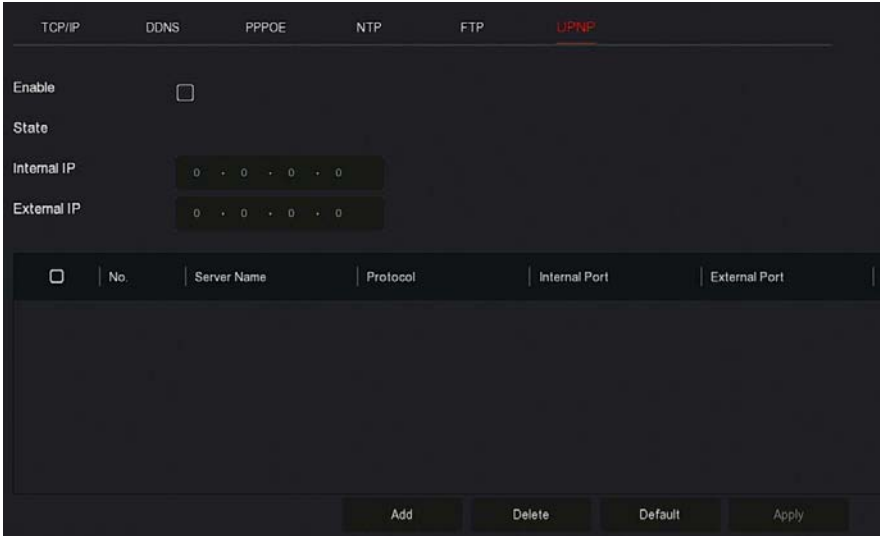 TCP/IP DDNS PPPOE NTP FTP UPNP
Enable
State
Internal IP 0 . 0 . 0 . 0
External IP 0 . 0 . 0 . 0
No. Server Name Protocol Internal Port External Port
Add Delete Default Apply